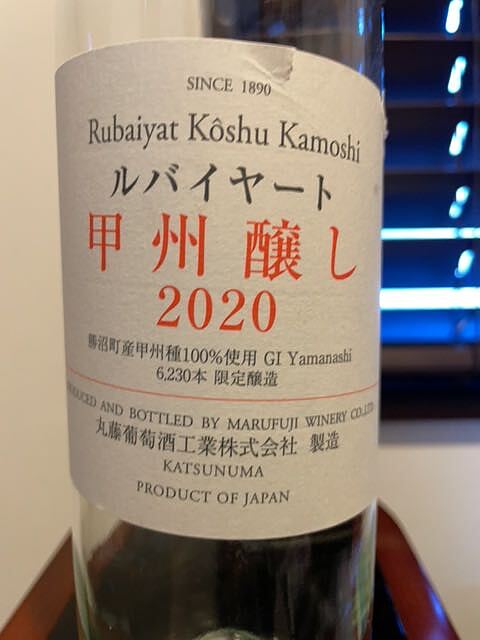 SINCE 1890
Rubaiyat Kôshu Kamoshi
ルバイヤート
甲州醸し
2020
勝沼町産甲州種100%使用 GI Yamanashi
6,230本 限定醸造
PRODUCED AND BOTTLED BY MARUFUJI WINERY CO.,LTD.
丸藤葡萄酒工業株式会社 製造
KATSUNUMA
PRODUCT OF JAPAN